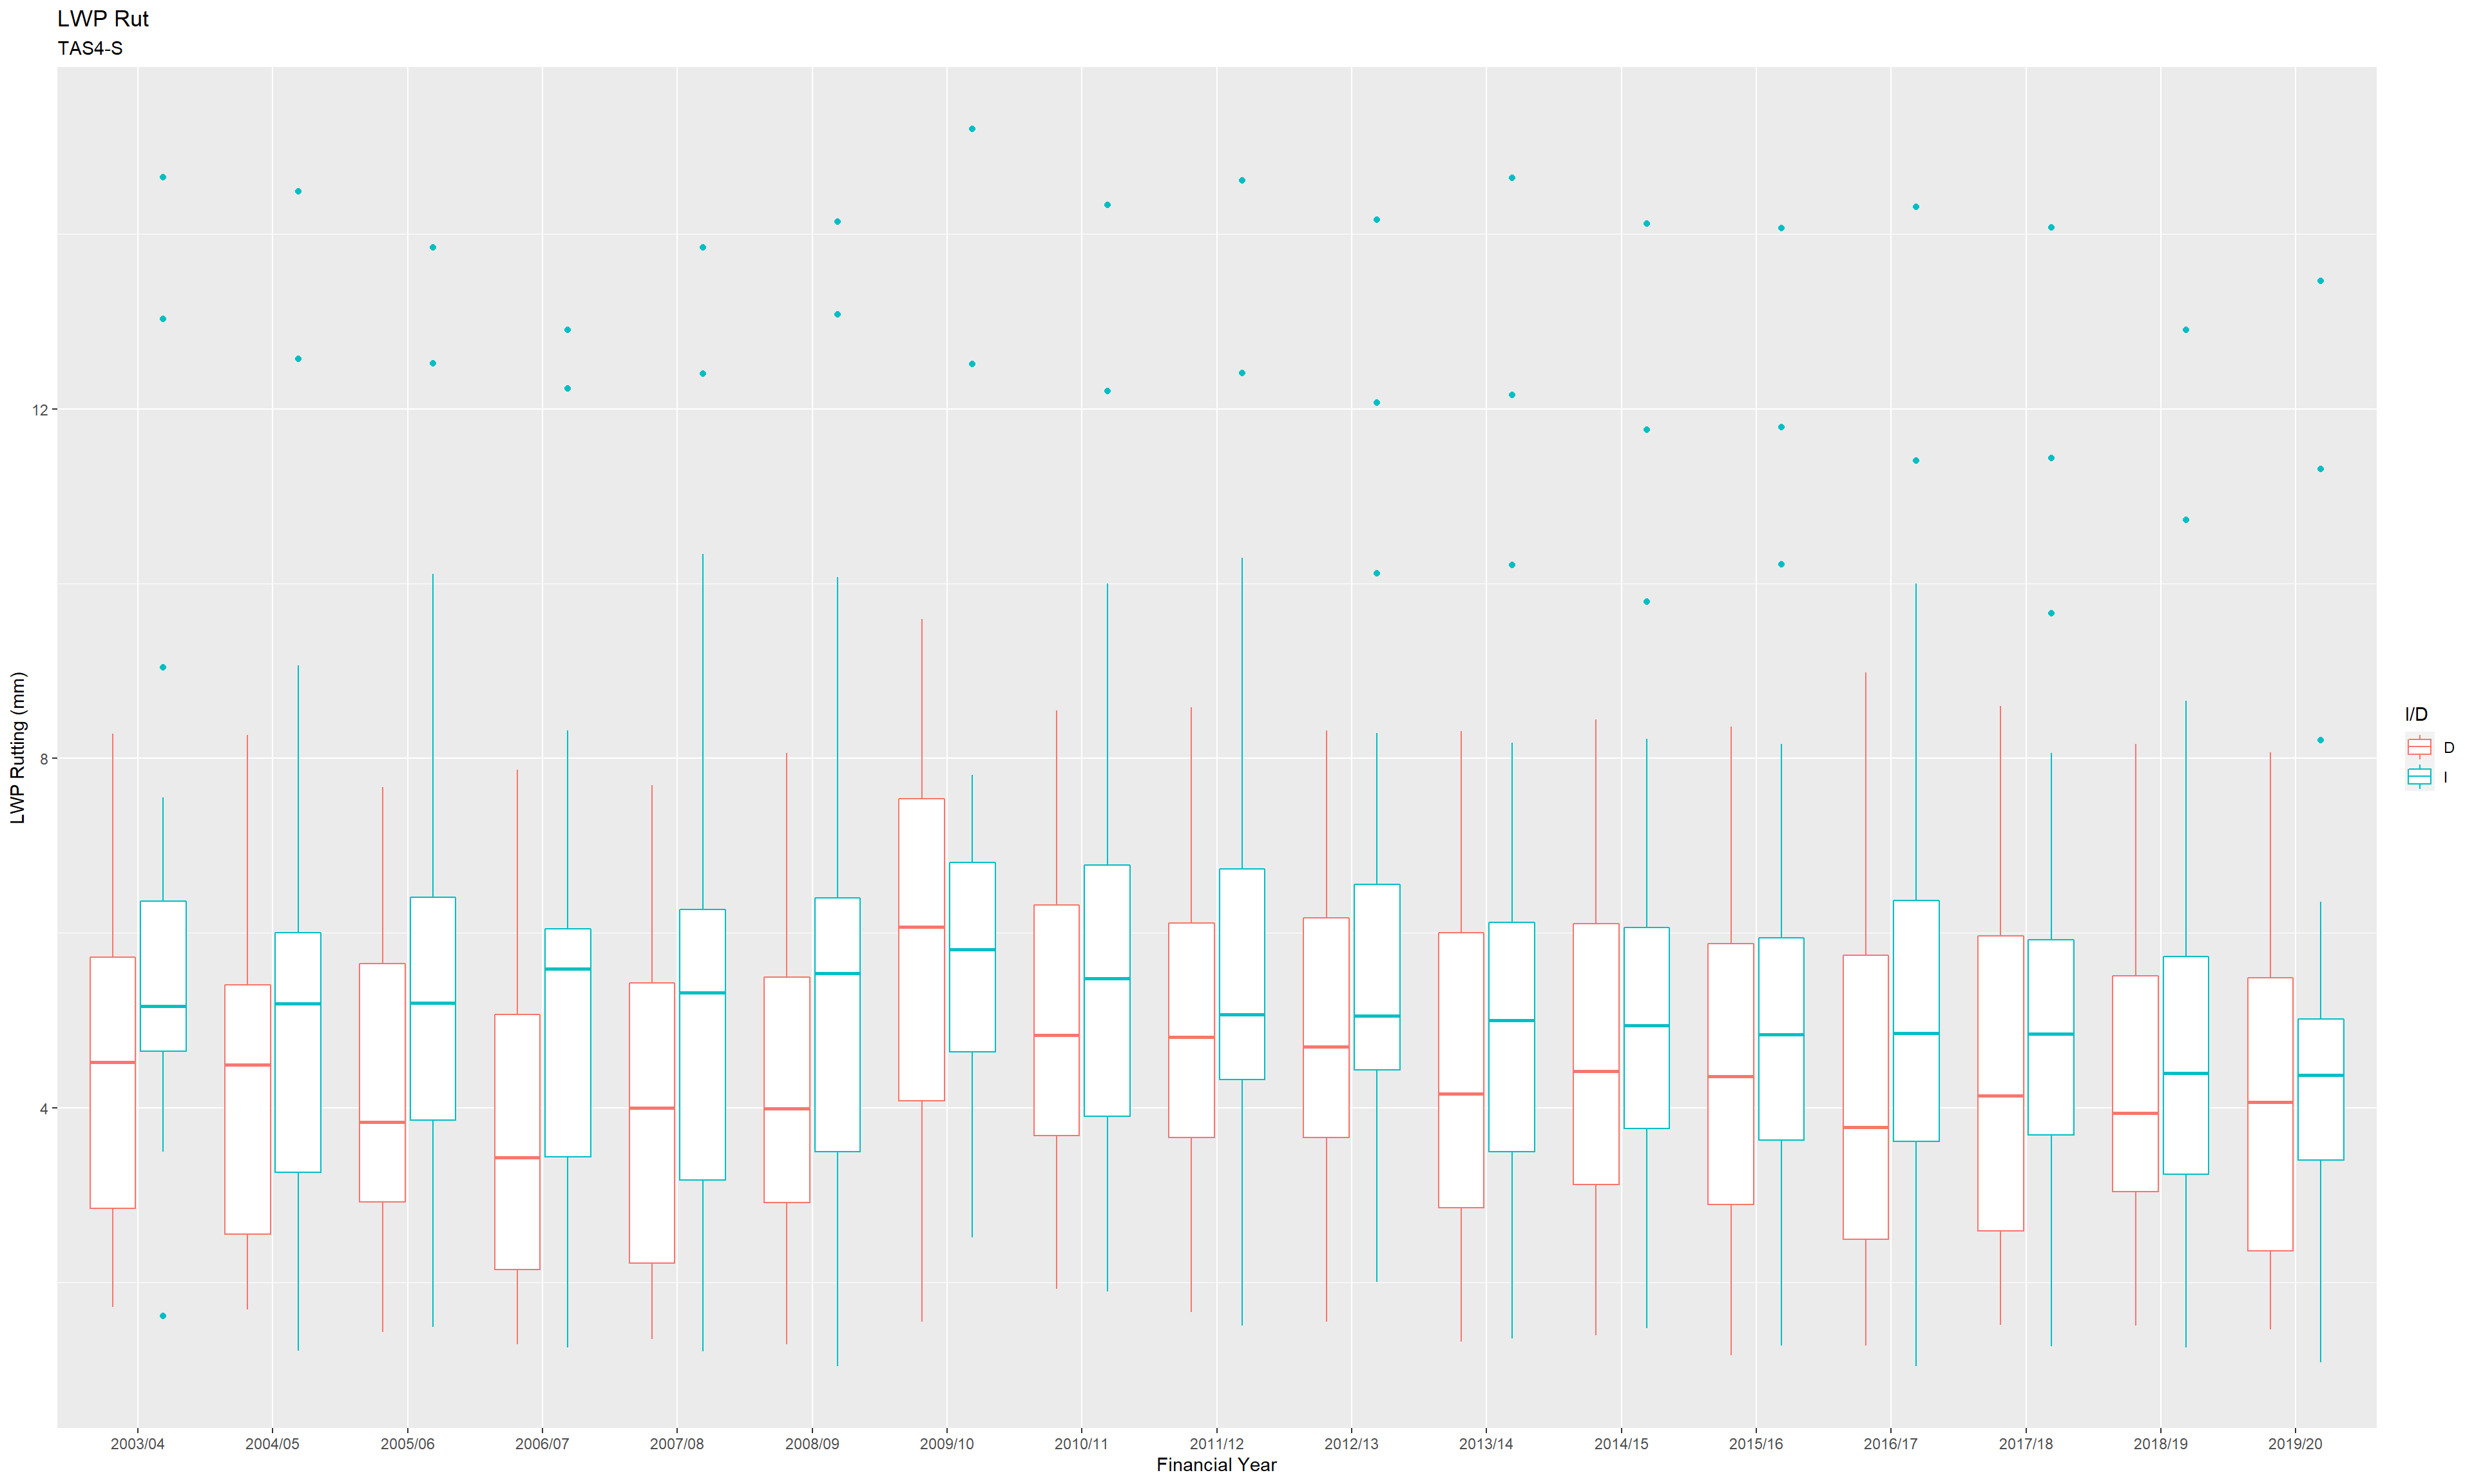 LWP Rut
TAS4-S
LWP Rutting (mm)
12
8
4
2003/04 2004/05 2005/06 2006/07 2007/08 2008/09 2009/10 2010/11 2011/12 2012/13 2013/14 2014/15 2015/16 2016/17 2017/18 2018/19 2019/20
Financial Year
I/D
D
I